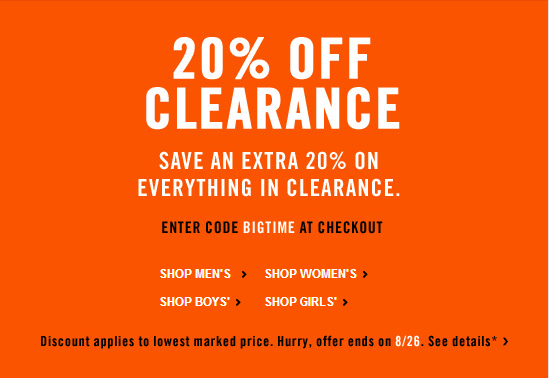 20% OFF
CLEARANCE
SAVE AN EXTRA 20% ON
EVERYTHING IN CLEARANCE.
ENTER CODE BIGTIME AT CHECKOUT
SHOP MEN'S > SHOP WOMEN'S >
SHOP BOYS' > SHOP GIRLS' >
Discount applies to lowest marked price. Hurry, offer ends on 8/26. See details* >